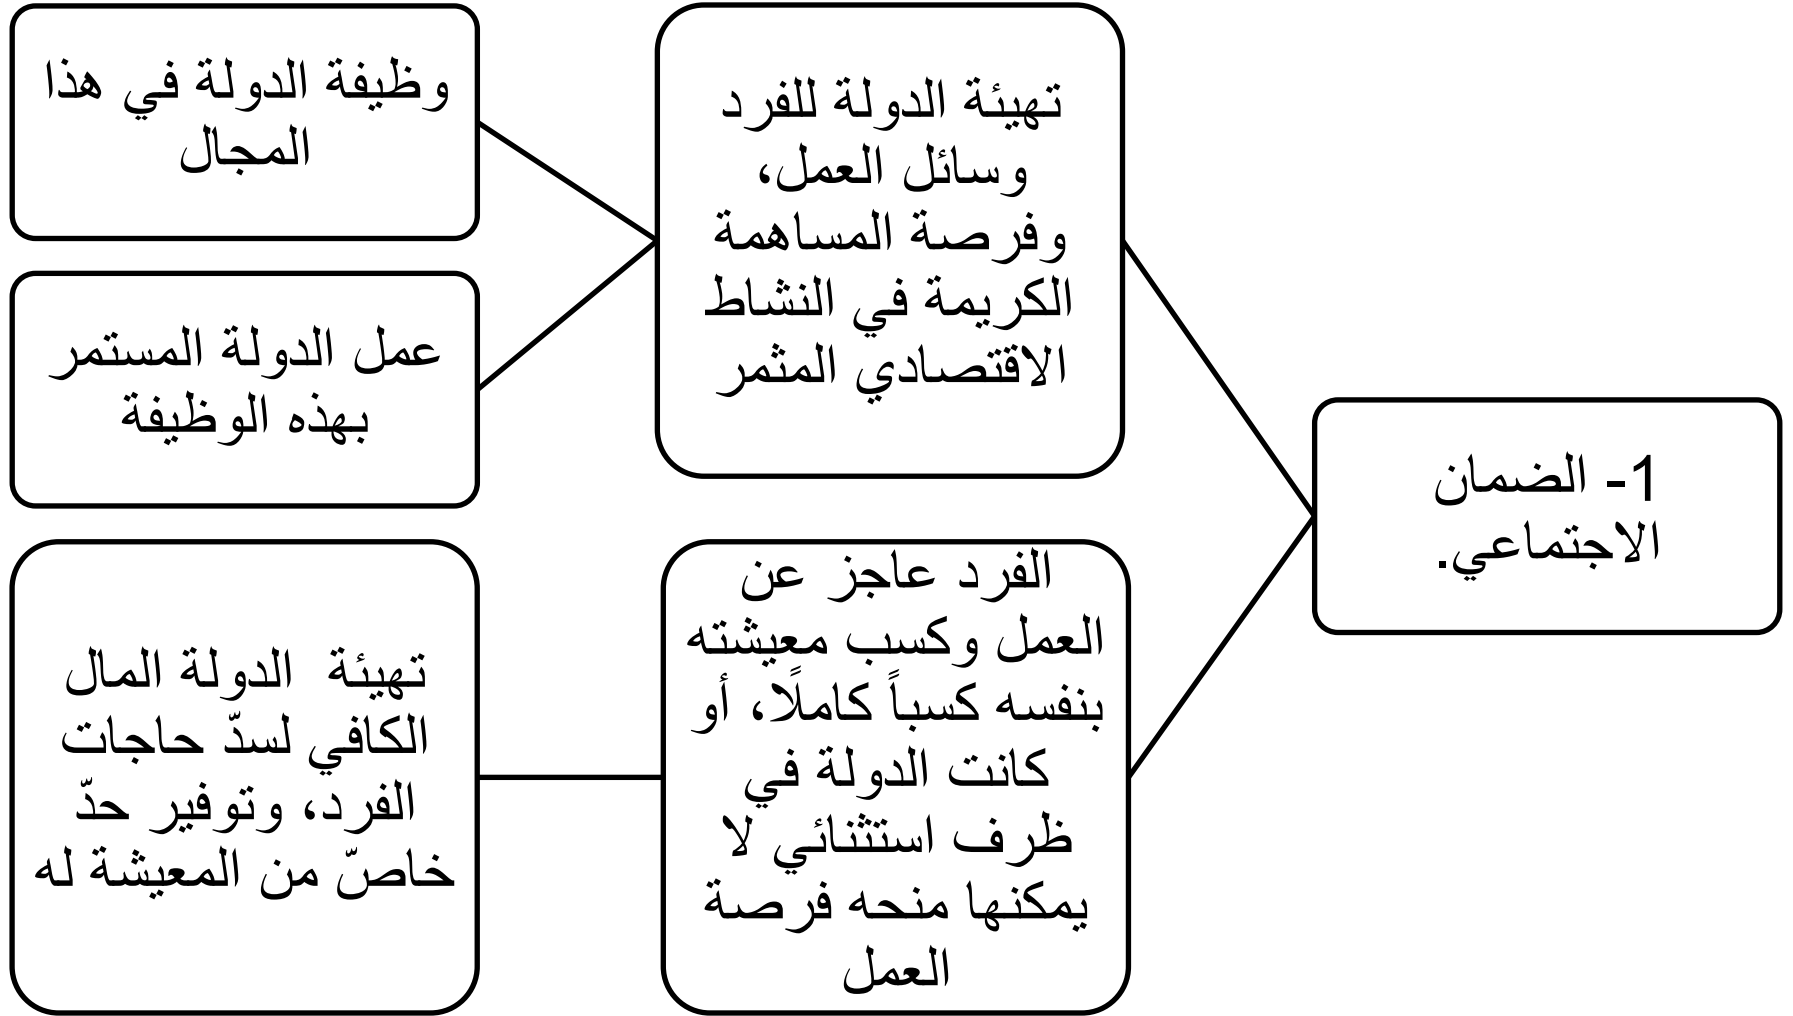 1- الضمان
الاجتماعي.
تهيئة الدولة للفرد
وسائل العمل،
وفرصة المساهمة
الكريمة في النشاط
الاقتصادي المثمر
وظيفة الدولة في هذا
المجال
عمل الدولة المستمر
بهذه الوظيفة
الفرد عاجز عن
العمل وكسب معيشته
بنفسه كسباً كاملًا، أو
كانت الدولة في
ظرف استثنائي لا
يمكنها منحه فرصة
العمل
تهيئة  الدولة المال
الكافي لسدّ حاجات
الفرد، وتوفير حدّ
خاصّ من المعيشة له